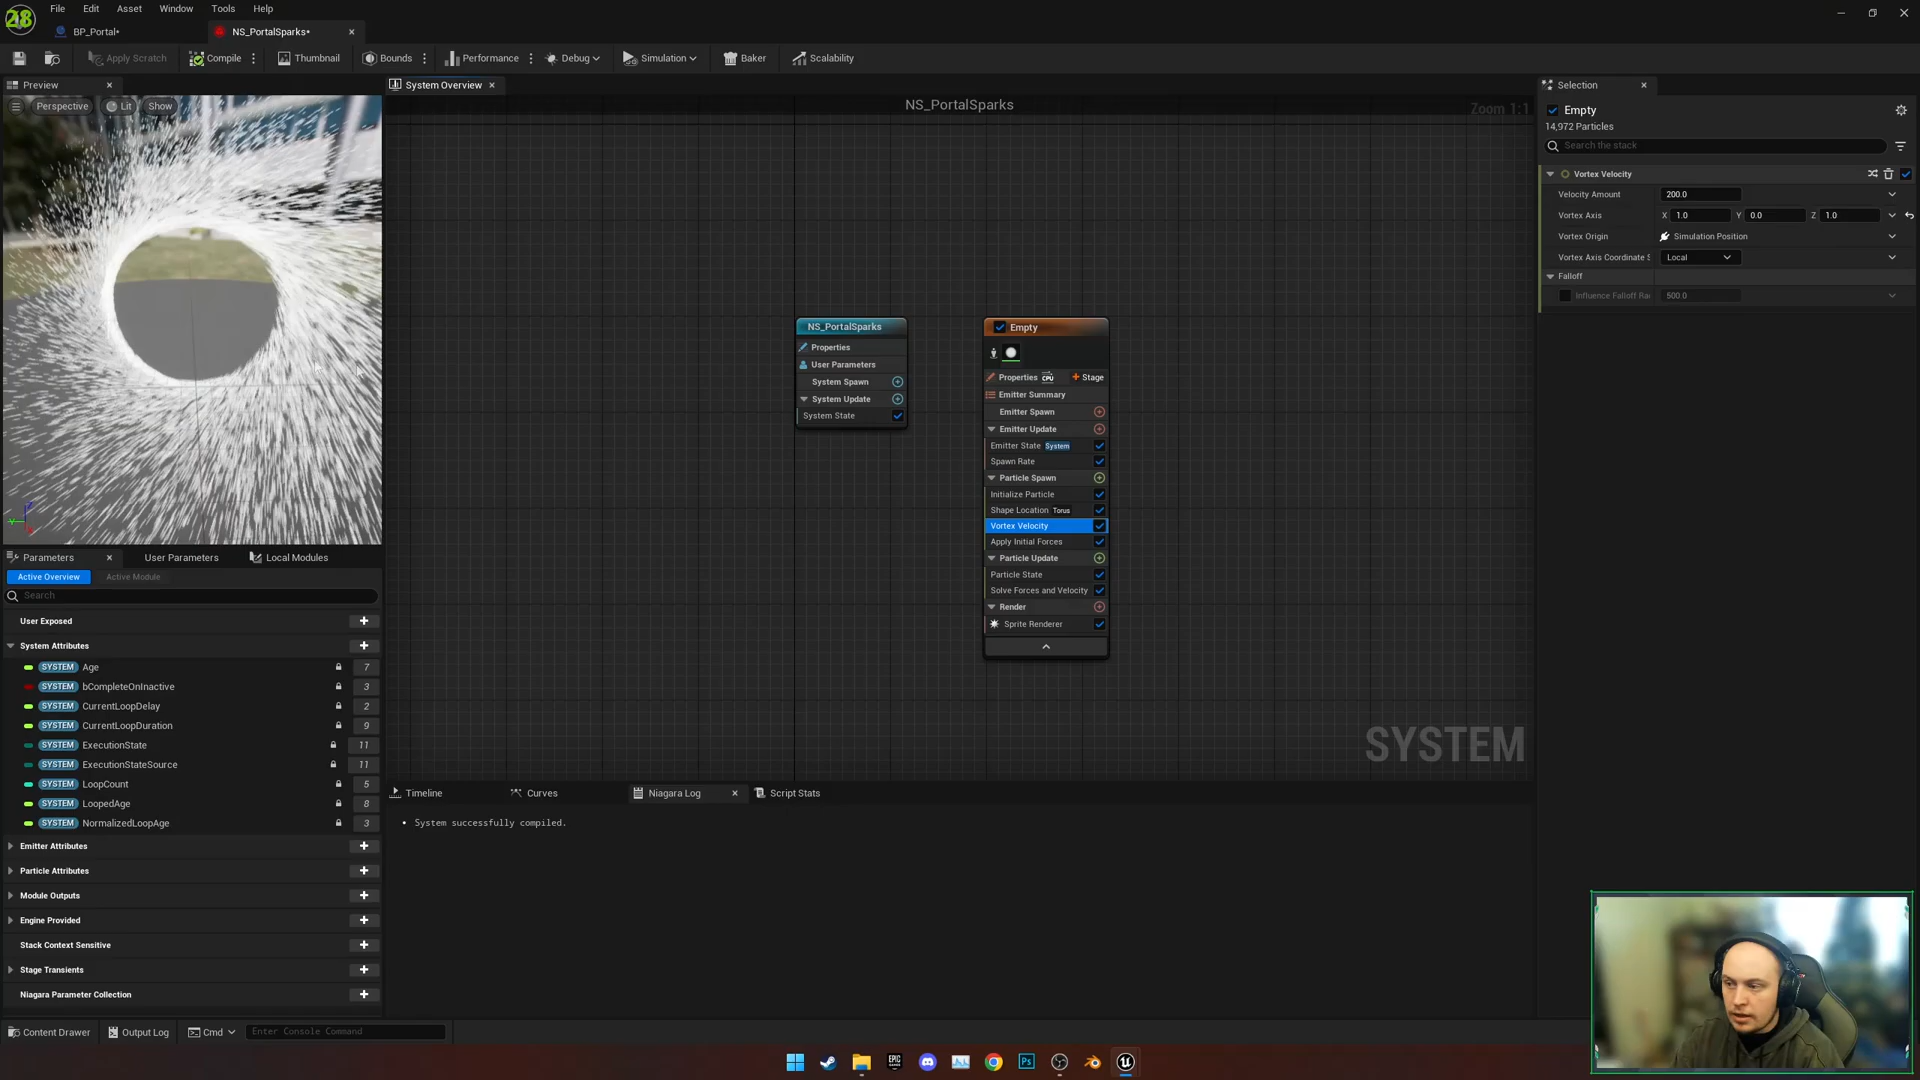 File Edit Asset Window Tools Help
BP_Portal*
NS_PortalSparks*
Apply Scratch
Compile
Thumbnail
Bounds
Performance
Debug
Simulation
Baker
Scalability
Preview
Perspective
Lit
Show
System Overview
NS_PortalSparks
Zoom 1:1
NS_PortalSparks
Properties
User Parameters
System Spawn
System Update
System State
Empty
Properties CPU + Stage
Emitter Summary
Emitter Spawn
Emitter Update
Emitter State System
Spawn Rate
Particle Spawn
Initialize Particle
Shape Location Torus
Vortex Velocity
Apply Initial Forces
Particle Update
Particle State
Solve Forces and Velocity
Render
Sprite Renderer
SYSTEM
Selection
Empty
14,972 Particles
Search the stack
Vortex Velocity
Velocity Amount 200.0
Vortex Axis X 1.0 Y 0.0 Z 1.0
Vortex Origin Simulation Position
Vortex Axis Coordinate S Local
Falloff
Influence Falloff Ra 500.0
Parameters
User Parameters
Local Modules
Active Overview
Active Module
Search
User Exposed
System Attributes
SYSTEM Age 7
SYSTEM bCompleteOnInactive 3
SYSTEM CurrentLoopDelay 2
SYSTEM CurrentLoopDuration 9
SYSTEM ExecutionState 11
SYSTEM ExecutionStateSource 11
SYSTEM LoopCount 5
SYSTEM LoopedAge 8
SYSTEM NormalizedLoopAge 3
Emitter Attributes
Particle Attributes
Module Outputs
Engine Provided
Stack Context Sensitive
Stage Transients
Niagara Parameter Collection
Timeline
Curves
Niagara Log
Script Stats
• System successfully compiled.
Content Drawer
Output Log
Cmd
Enter Console Command